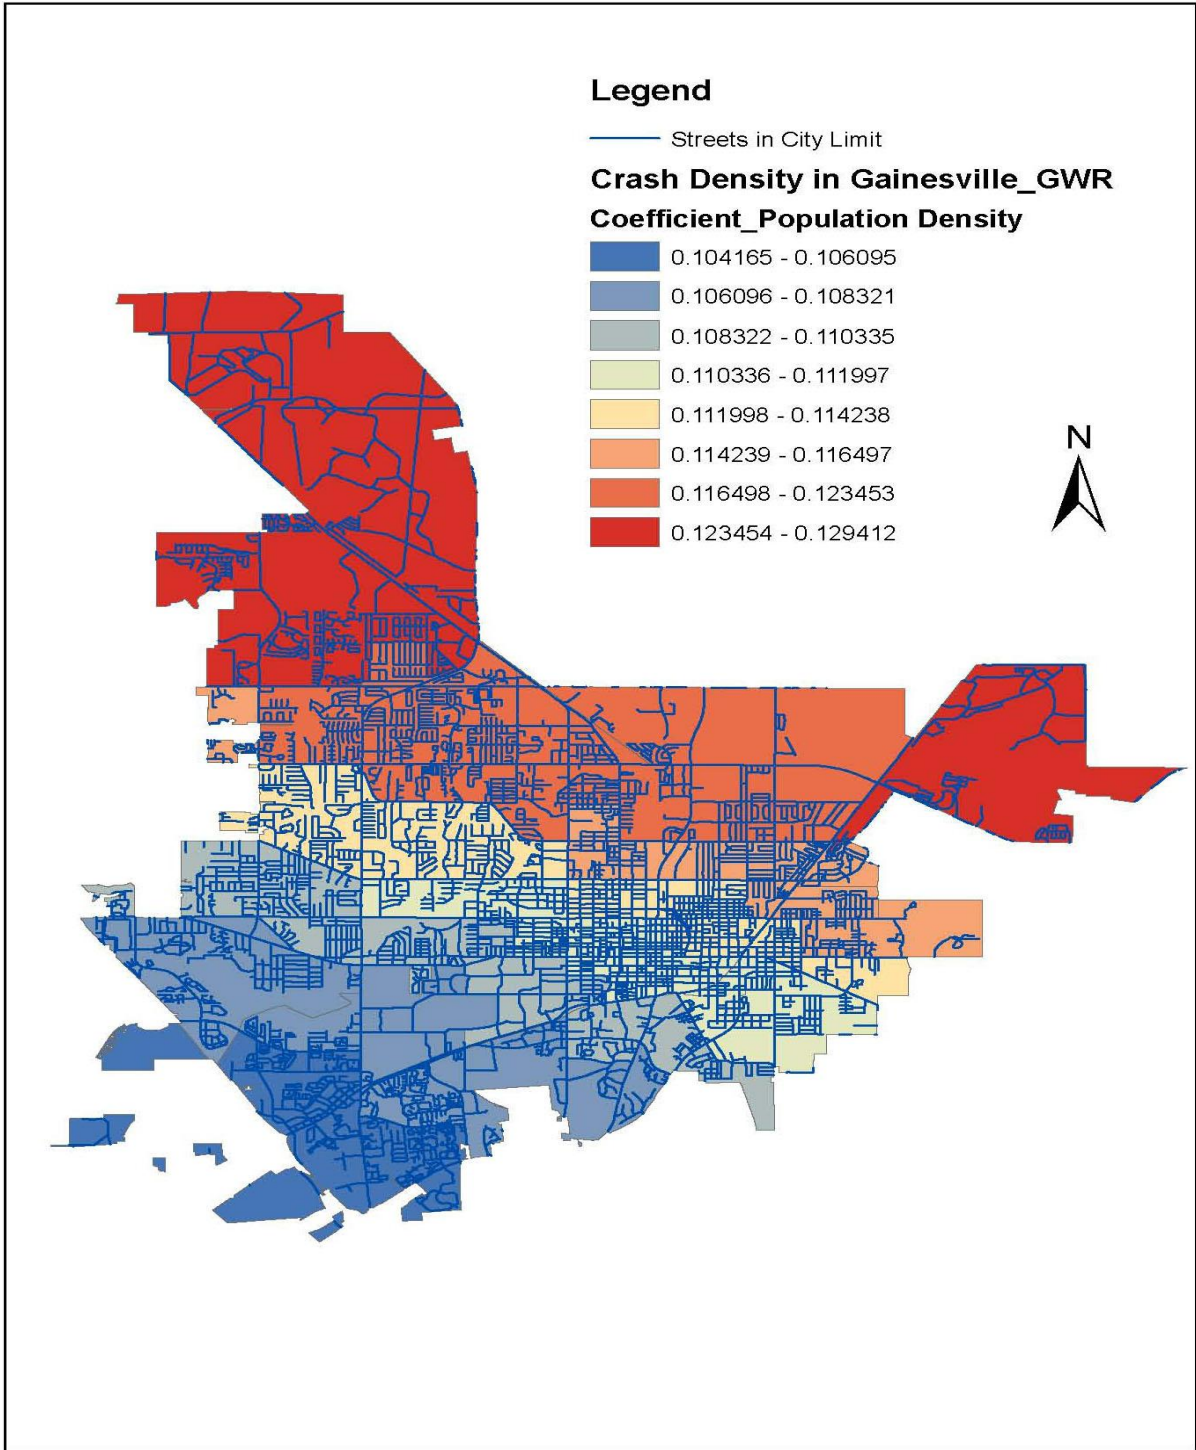 Legend
Streets in City Limit
Crash Density in Gainesville_GWR
Coefficient_Population Density
0.104165 - 0.106095
0.106096 - 0.108321
0.108322 - 0.110335
0.110336 - 0.111997
0.111998 - 0.114238
0.114239 - 0.116497
0.116498 - 0.123453
0.123454 - 0.129412
N